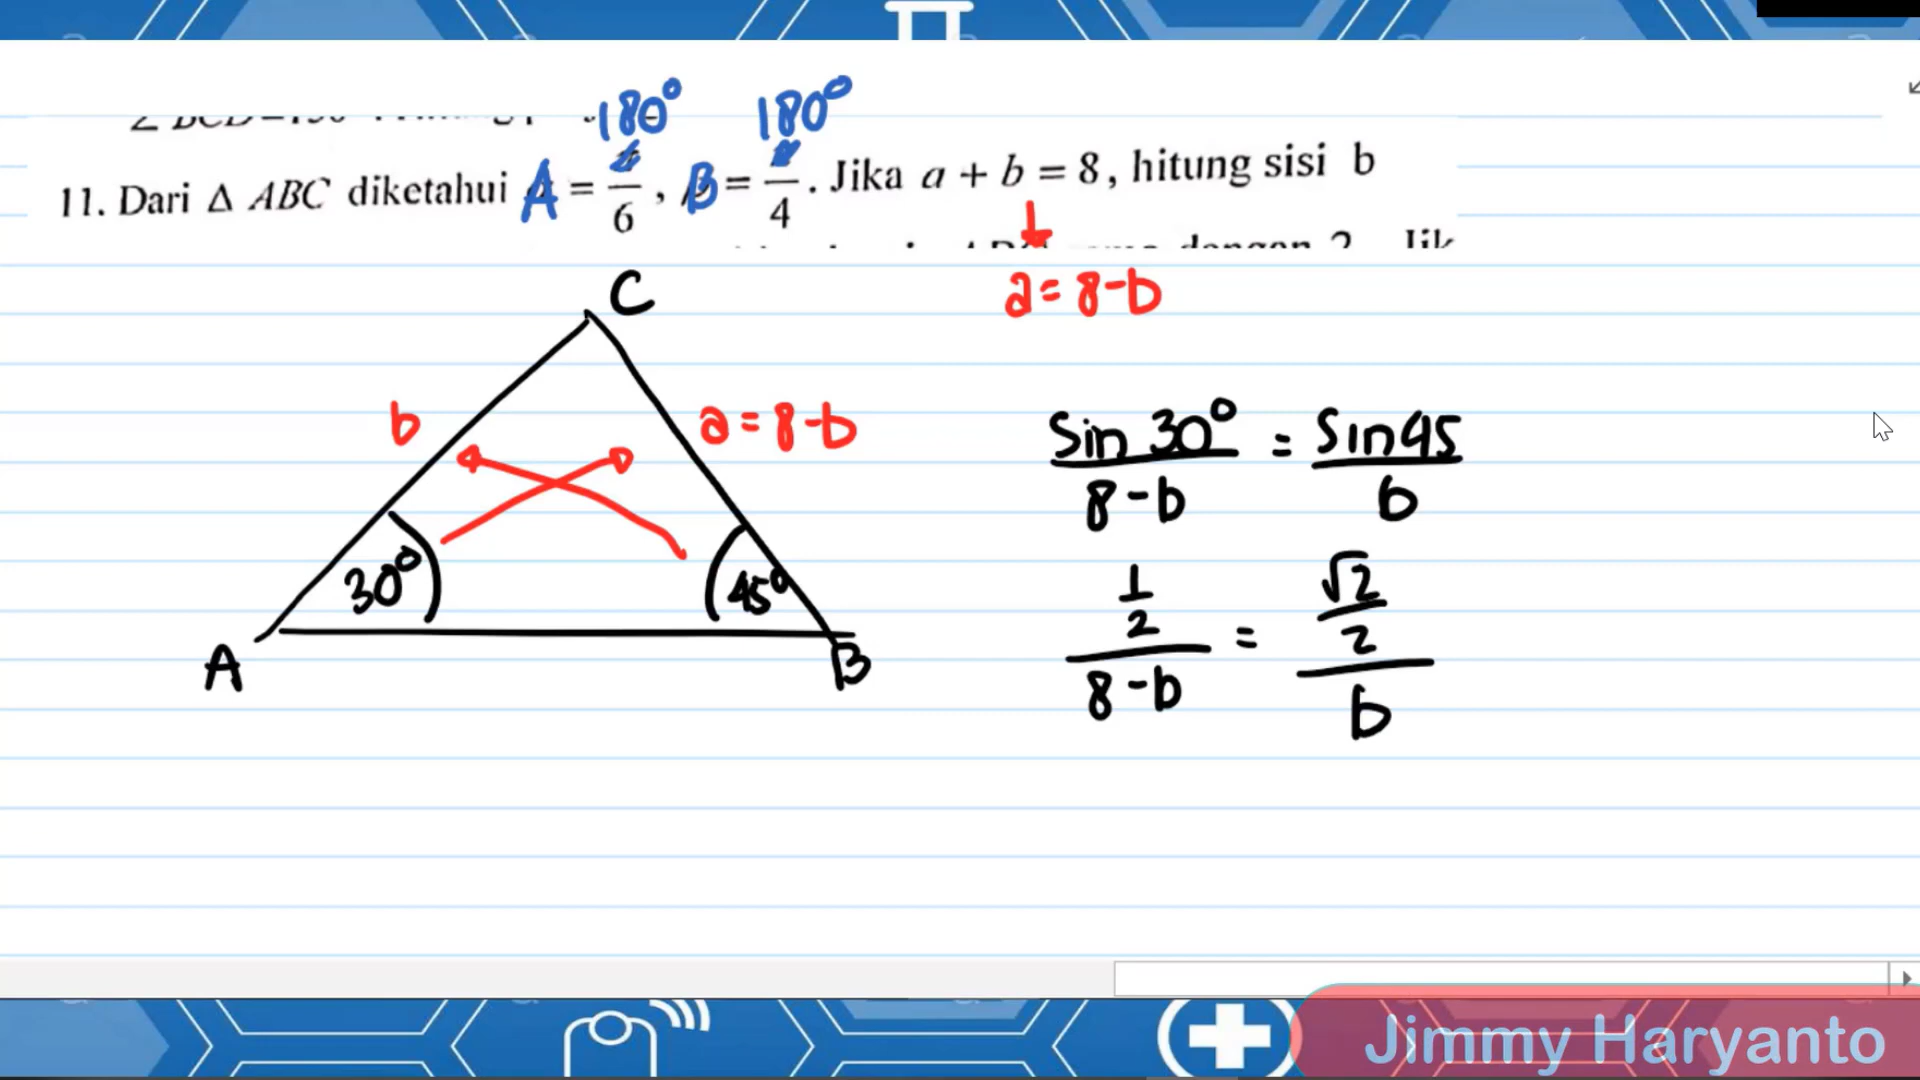 180° 180°
11. Dari Δ ABC diketahui A = /6 , B = /4 . Jika a + b = 8 , hitung sisi b
C
a = 8-b
b
a = 8-b
30°
45°
A
B
Sin 30° / 8-b = Sin 45 / b
1/2 / 8-b = √2/2 / b
Jimmy Haryanto